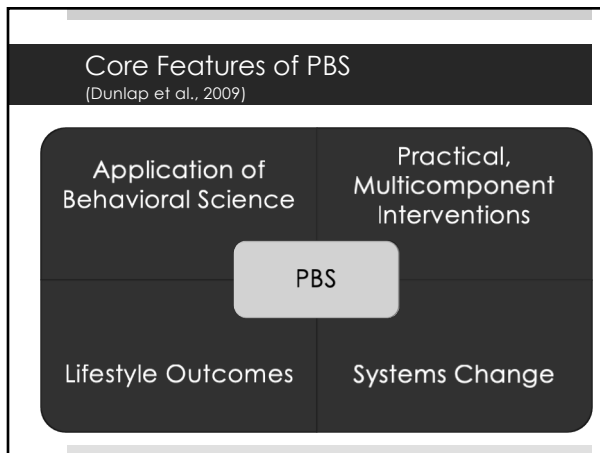 Core Features of PBS
(Dunlap et al., 2009)
Application of
Behavioral Science
Practical,
Multicomponent
Interventions
PBS
Lifestyle Outcomes
Systems Change